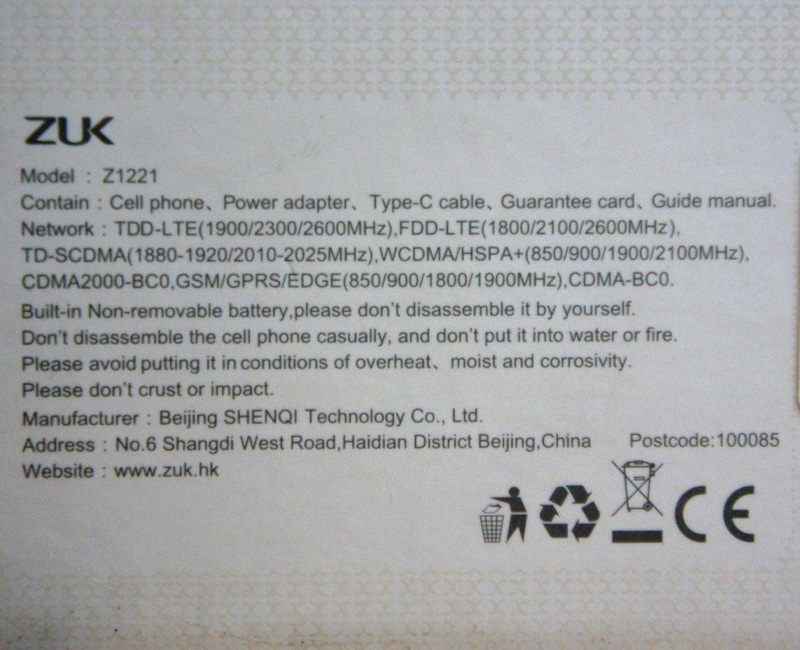 ZUK
Model : Z1221
Contain : Cell phone、Power adapter、Type-C cable、Guarantee card、Guide manual.
Network : TDD-LTE(1900/2300/2600MHz),FDD-LTE(1800/2100/2600MHz),
TD-SCDMA(1880-1920/2010-2025MHz),WCDMA/HSPA+(850/900/1900/2100MHz),
CDMA2000-BC0,GSM/GPRS/EDGE(850/900/1800/1900MHz),CDMA-BC0.
Built-in Non-removable battery,please don't disassemble it by yourself.
Don't disassemble the cell phone casually, and don't put it into water or fire.
Please avoid putting it in conditions of overheat、moist and corrosivity.
Please don't crust or impact.
Manufacturer : Beijing SHENQI Technology Co., Ltd.
Address : No.6 Shangdi West Road,Haidian District Beijing,China Postcode:100085
Website : www.zuk.hk
CE